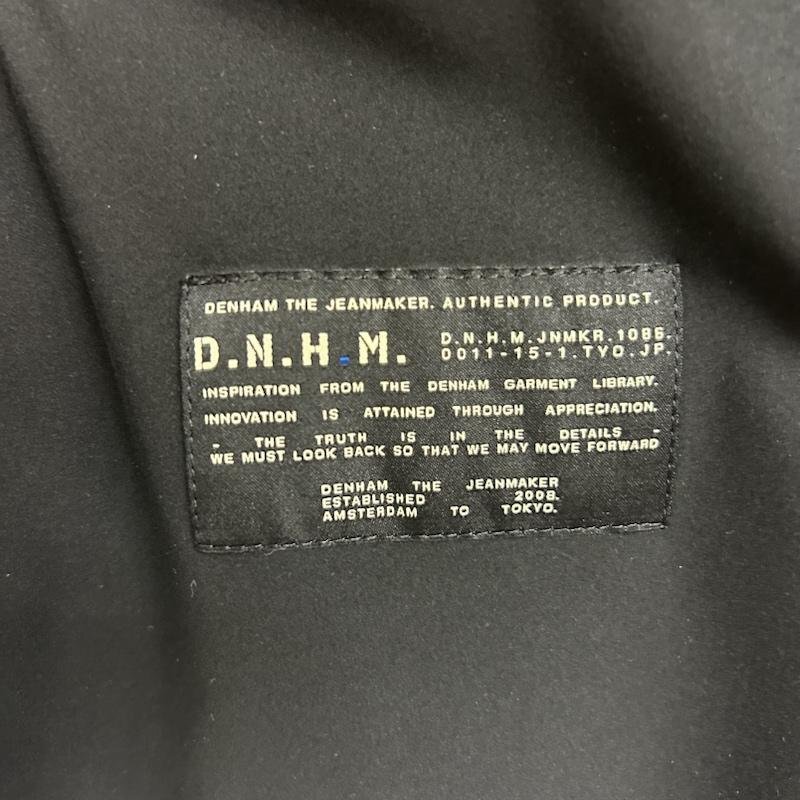 DENHAM THE JEANMAKER. AUTHENTIC PRODUCT.
D.N.H.M.
D.N.H.M.JNMKR.1086.
0011-15-1.TYO.JP.
INSPIRATION FROM THE DENHAM GARMENT LIBRARY.
INNOVATION IS ATTAINED THROUGH APPRECIATION.
- THE TRUTH IS IN THE DETAILS -
WE MUST LOOK BACK SO THAT WE MAY MOVE FORWARD
DENHAM THE JEANMAKER
ESTABLISHED 2008.
AMSTERDAM TO TOKYO.